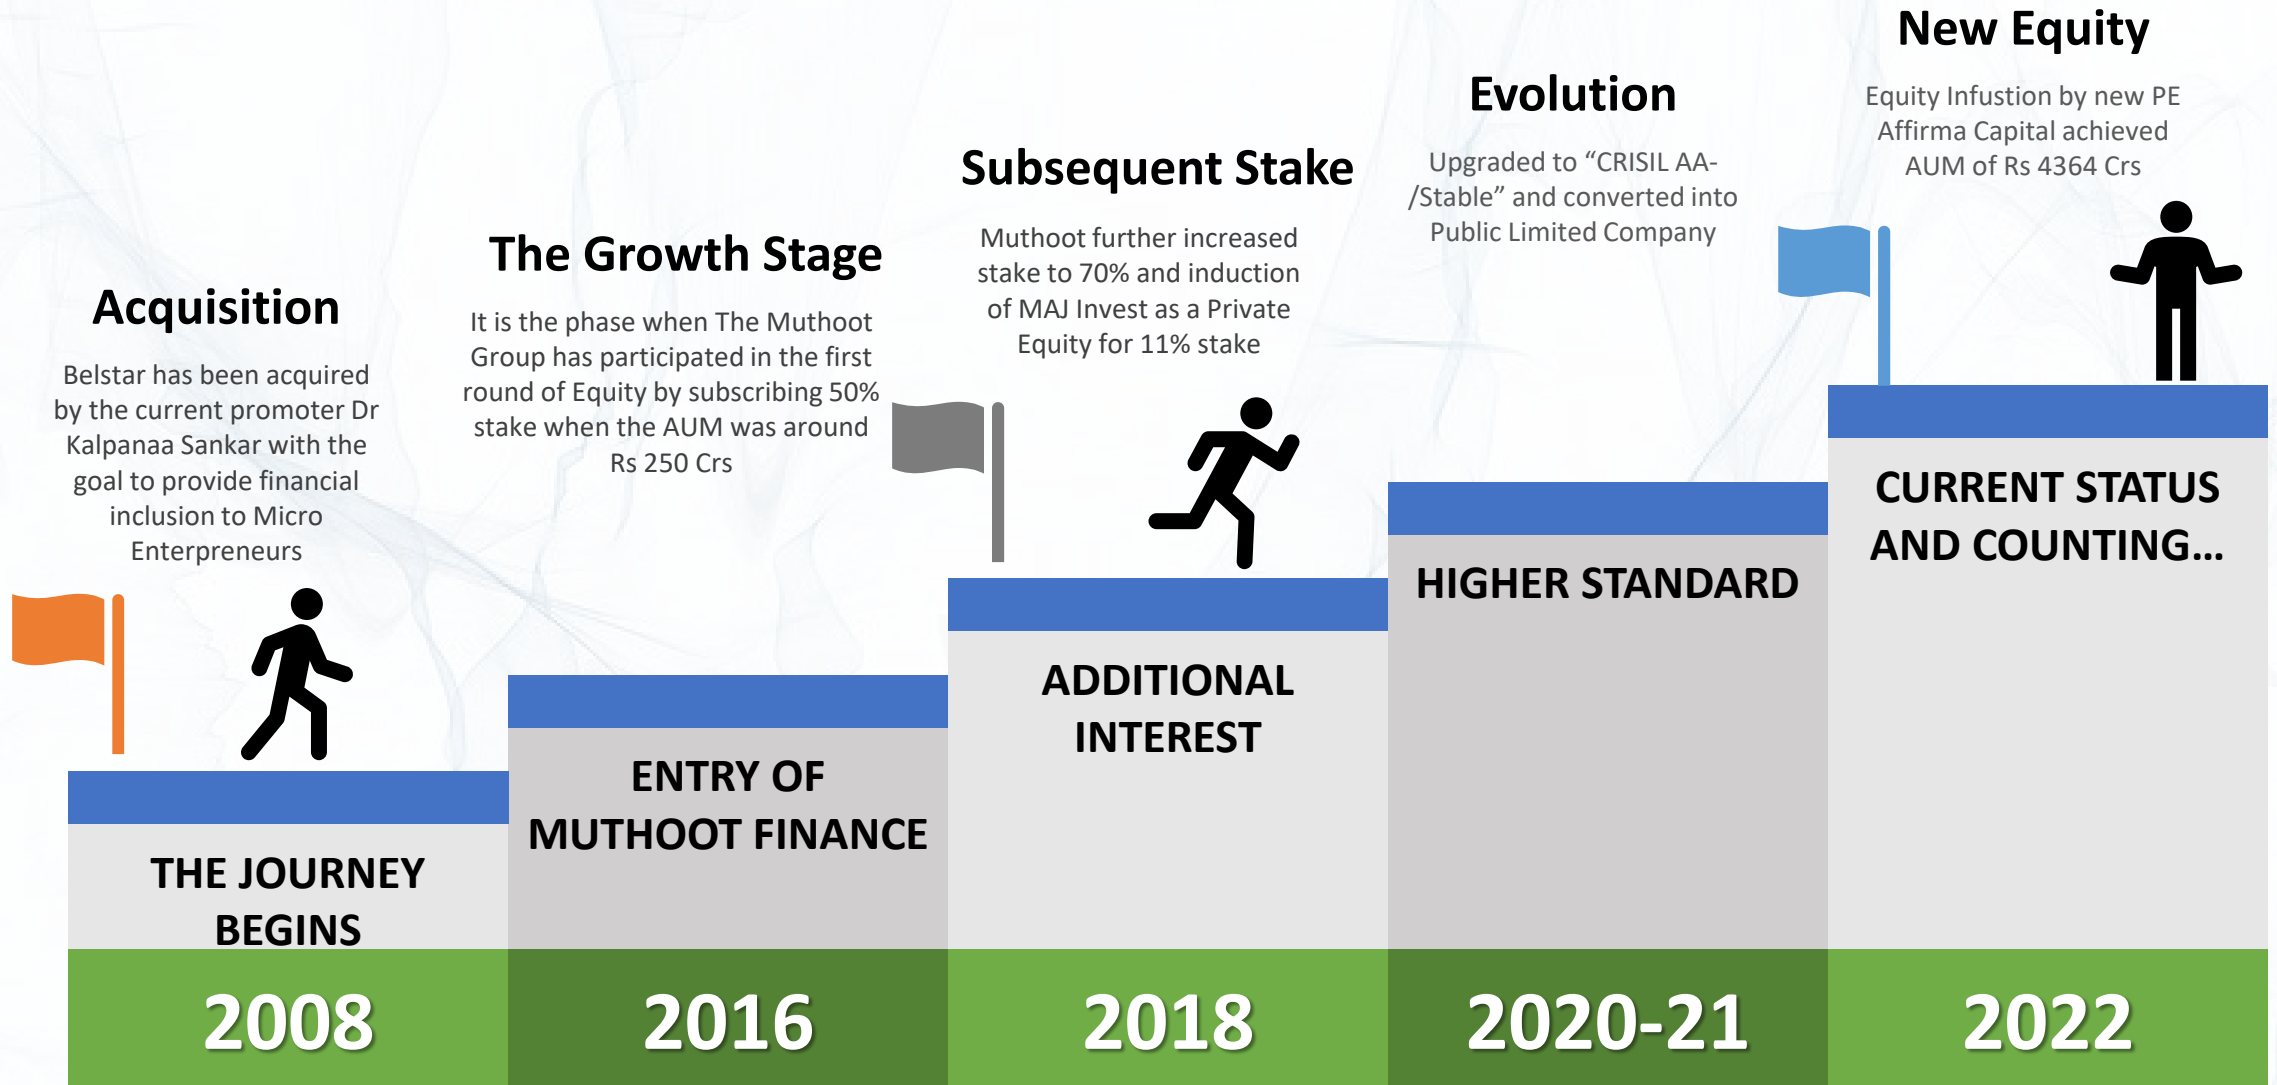 Acquisition
Belstar has been acquired
by the current promoter Dr
Kalpanaa Sankar with the
goal to provide financial
inclusion to Micro
Enterpreneurs
THE JOURNEY
BEGINS
2008
The Growth Stage
It is the phase when The Muthoot
Group has participated in the first
round of Equity by subscribing 50%
stake when the AUM was around
Rs 250 Crs
ENTRY OF
MUTHOOT FINANCE
2016
Subsequent Stake
Muthoot further increased
stake to 70% and induction
of MAJ Invest as a Private
Equity for 11% stake
ADDITIONAL
INTEREST
2018
Evolution
Upgraded to “CRISIL AA-
/Stable” and converted into
Public Limited Company
HIGHER STANDARD
2020-21
New Equity
Equity Infustion by new PE
Affirma Capital achieved
AUM of Rs 4364 Crs
CURRENT STATUS
AND COUNTING...
2022